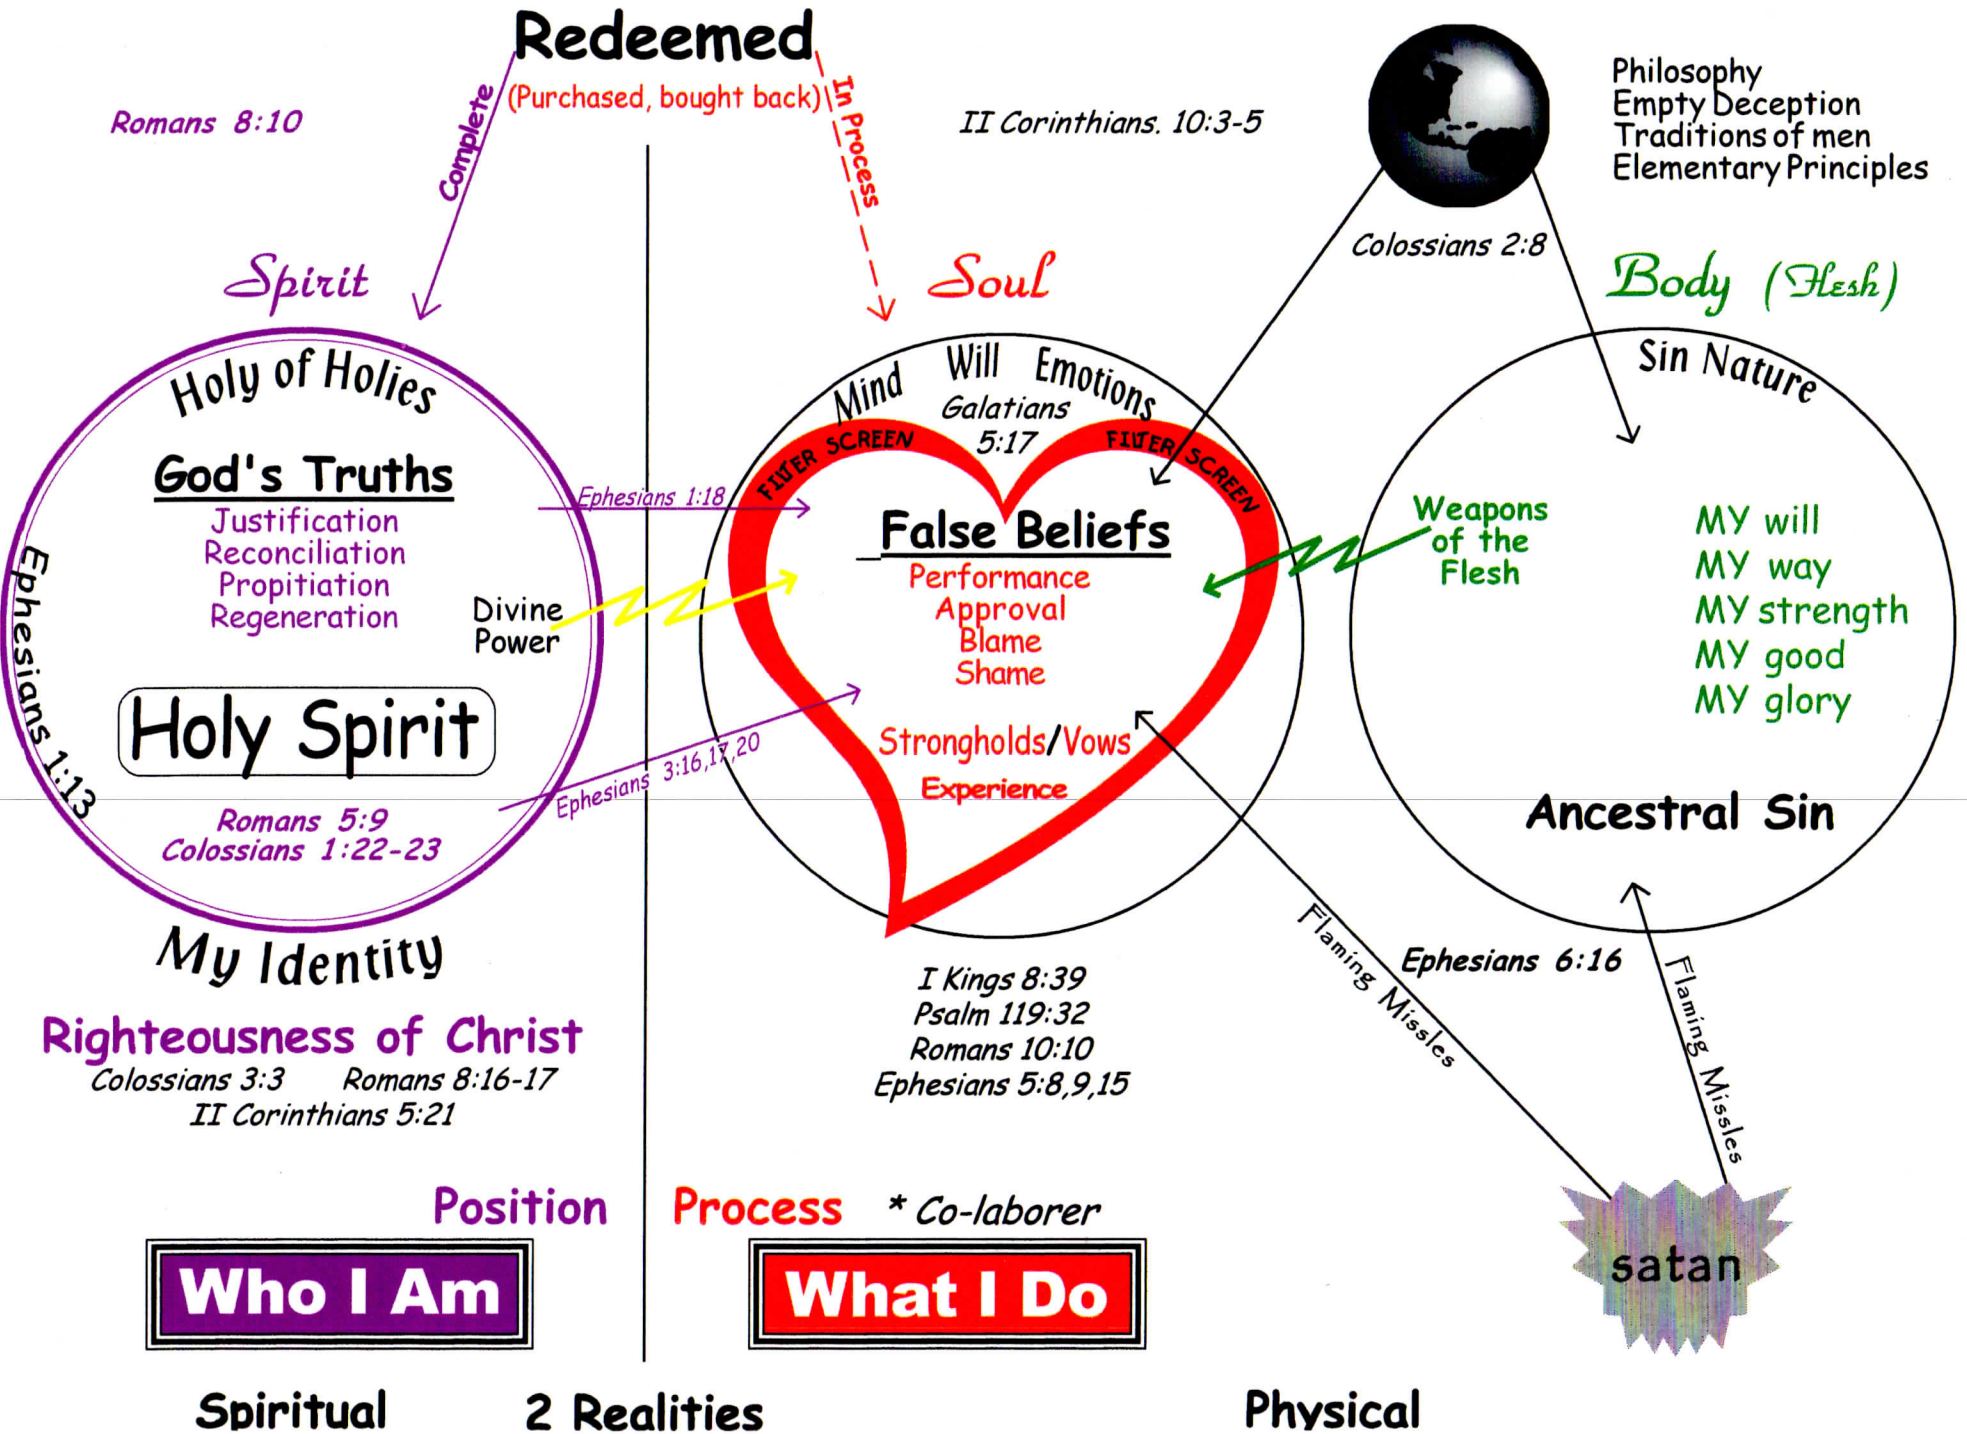 Redeemed
(Purchased, bought back)
Complete
In Process
Romans 8:10
II Corinthians. 10:3-5
Philosophy
Empty Deception
Traditions of men
Elementary Principles
Colossians 2:8
Spirit
Soul
Body (Flesh)
Holy of Holies
God's Truths
Justification
Reconciliation
Propitiation
Regeneration
Divine
Power
Holy Spirit
Ephesians 1:13
Romans 5:9
Colossians 1:22-23
My Identity
Righteousness of Christ
Colossians 3:3 Romans 8:16-17
II Corinthians 5:21
Ephesians 1:18
Ephesians 3:16,17,20
Mind Will Emotions
Galatians
5:17
FILTER SCREEN
FILTER SCREEN
False Beliefs
Performance
Approval
Blame
Shame
Strongholds/Vows
Experience
I Kings 8:39
Psalm 119:32
Romans 10:10
Ephesians 5:8,9,15
Sin Nature
Weapons
of the
Flesh
MY will
MY way
MY strength
MY good
MY glory
Ancestral Sin
Flaming Missles
Ephesians 6:16
Flaming Missles
satan
Position
Process * Co-laborer
Who I Am
What I Do
Spiritual 2 Realities Physical